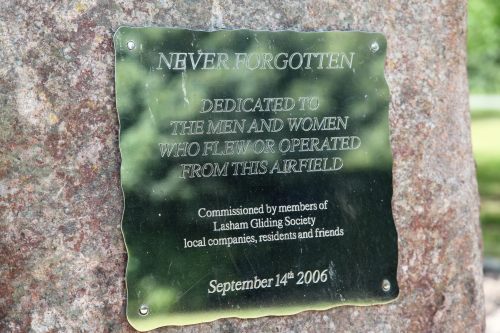 NEVER FORGOTTEN
DEDICATED TO
THE MEN AND WOMEN
WHO FLEW OR OPERATED
FROM THIS AIRFIELD
Commissioned by members of
Lasham Gliding Society
local companies, residents and friends
September 14th 2006